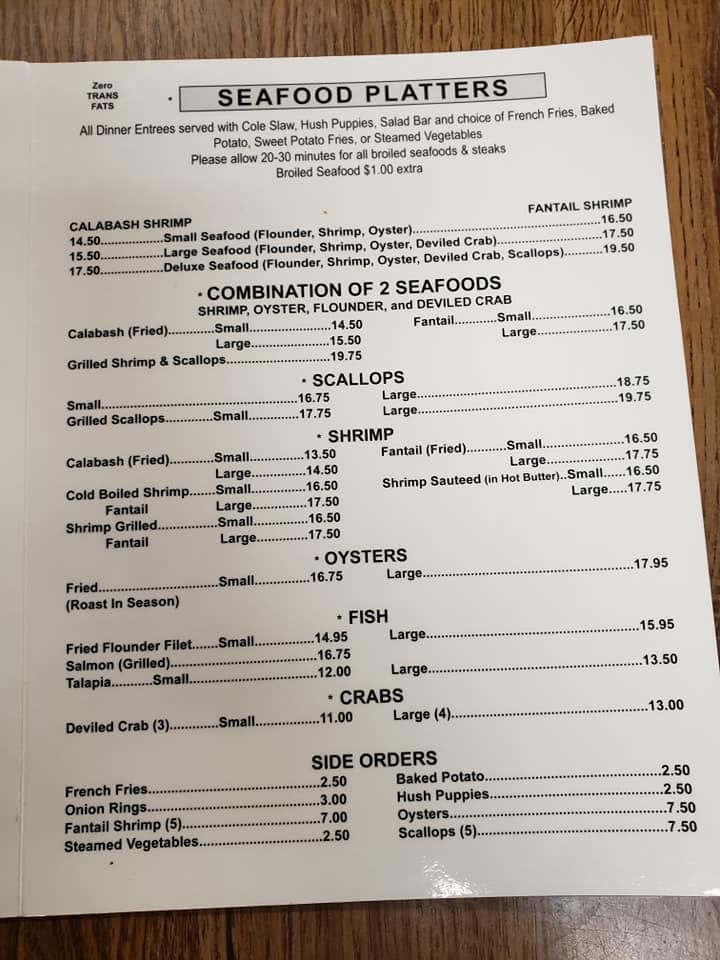 Zero
TRANS
FATS
* SEAFOOD PLATTERS
All Dinner Entrees served with Cole Slaw, Hush Puppies, Salad Bar and choice of French Fries, Baked
Potato, Sweet Potato Fries, or Steamed Vegetables
Please allow 20-30 minutes for all broiled seafoods & steaks
Broiled Seafood $1.00 extra
CALABASH SHRIMP FANTAIL SHRIMP
14.50..................Small Seafood (Flounder, Shrimp, Oyster)......................................................16.50
15.50..................Large Seafood (Flounder, Shrimp, Oyster, Deviled Crab)..............................17.50
17.50..................Deluxe Seafood (Flounder, Shrimp, Oyster, Deviled Crab, Scallops)...........19.50
* COMBINATION OF 2 SEAFOODS
SHRIMP, OYSTER, FLOUNDER, and DEVILED CRAB
Calabash (Fried).............Small.......................14.50 Fantail............Small.......................16.50
Large.......................15.50 Large......................17.50
Grilled Shrimp & Scallops..............................19.75
* SCALLOPS
Small.........................................................16.75 Large..........................................................18.75
Grilled Scallops..............Small...............17.75 Large..........................................................19.75
* SHRIMP
Calabash (Fried).............Small................13.50 Fantail (Fried)...........Small........................16.50
Large................14.50 Large........................17.75
Cold Boiled Shrimp.......Small................16.50 Shrimp Sauteed (in Hot Butter)..Small......16.50
Fantail Large................17.50 Large.....17.75
Shrimp Grilled.................Small................16.50
Fantail Large...............17.50
* OYSTERS
Fried...................................Small................16.75 Large..............................................................17.95
(Roast In Season)
* FISH
Fried Flounder Filet.......Small.................14.95 Large...............................................................15.95
Salmon (Grilled)...........................................16.75
Talapia............Small.....................................12.00 Large...............................................................13.50
* CRABS
Deviled Crab (3).............Small..................11.00 Large (4)..........................................................13.00
SIDE ORDERS
French Fries.................................................2.50 Baked Potato...................................................2.50
Onion Rings.................................................3.00 Hush Puppies..................................................2.50
Fantail Shrimp (5)........................................7.00 Oysters.............................................................7.50
Steamed Vegetables...................................2.50 Scallops (5)......................................................7.50